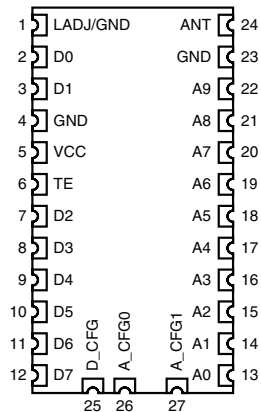 1 LADJ/GND ANT 24
2 D0 GND 23
3 D1 A9 22
4 GND A8 21
5 VCC A7 20
6 TE A6 19
7 D2 A5 18
8 D3 A4 17
9 D4 A3 16
10 D5 A2 15
11 D6 A1 14
12 D7 A0 13
D_CFG A_CFG0 A_CFG1
25 26 27